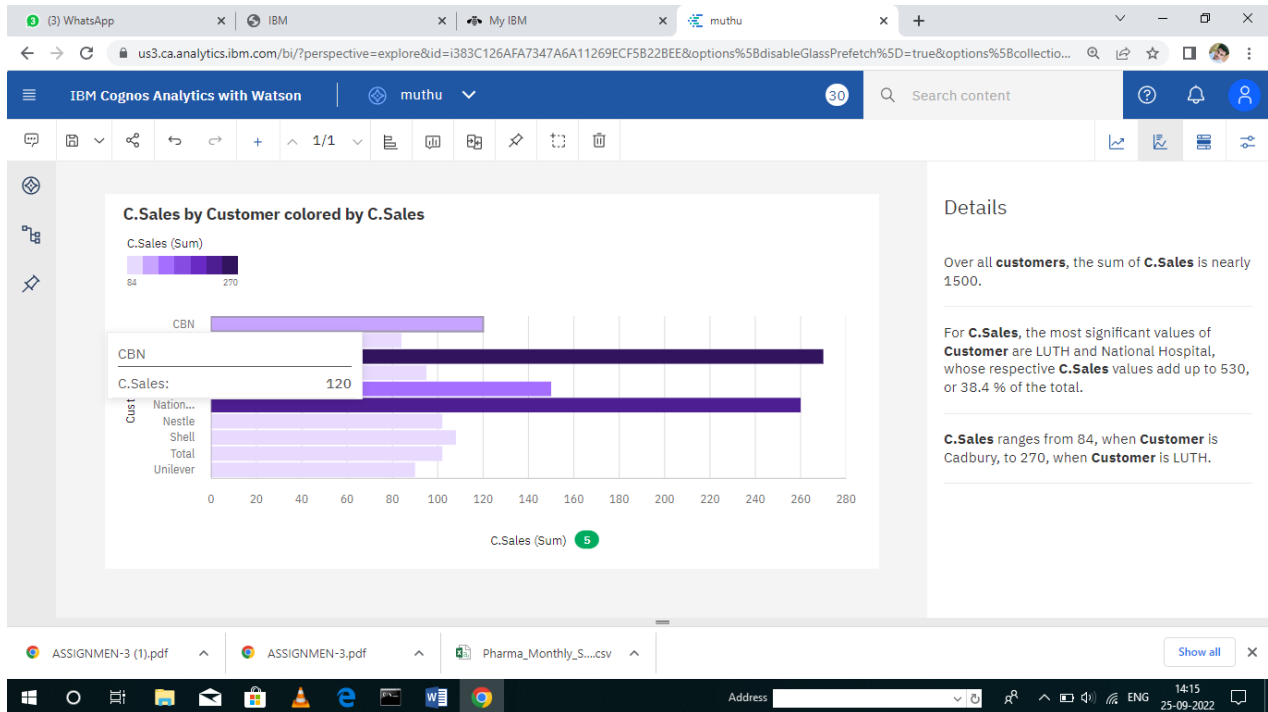 (3) WhatsApp
IBM
My IBM
muthu
us3.ca.analytics.ibm.com/bi/?perspective=explore&id=i383C126AFA7347A6A11269ECF5B22BEE&options%5BdisableGlassPrefetch%5D=true&options%5Bcollectio...
IBM Cognos Analytics with Watson
muthu
30
Search content
1/1
C.Sales by Customer colored by C.Sales
C.Sales (Sum)
84 270
CBN
CBN
C.Sales: 120
Cust
Nation...
Nestle
Shell
Total
Unilever
0 20 40 60 80 100 120 140 160 180 200 220 240 260 280
C.Sales (Sum) 5
Details
Over all customers, the sum of C.Sales is nearly
1500.
For C.Sales, the most significant values of
Customer are LUTH and National Hospital,
whose respective C.Sales values add up to 530,
or 38.4 % of the total.
C.Sales ranges from 84, when Customer is
Cadbury, to 270, when Customer is LUTH.
ASSIGNMEN-3 (1).pdf
ASSIGNMEN-3.pdf
Pharma_Monthly_S....csv
Show all
Address
ENG
14:15
25-09-2022